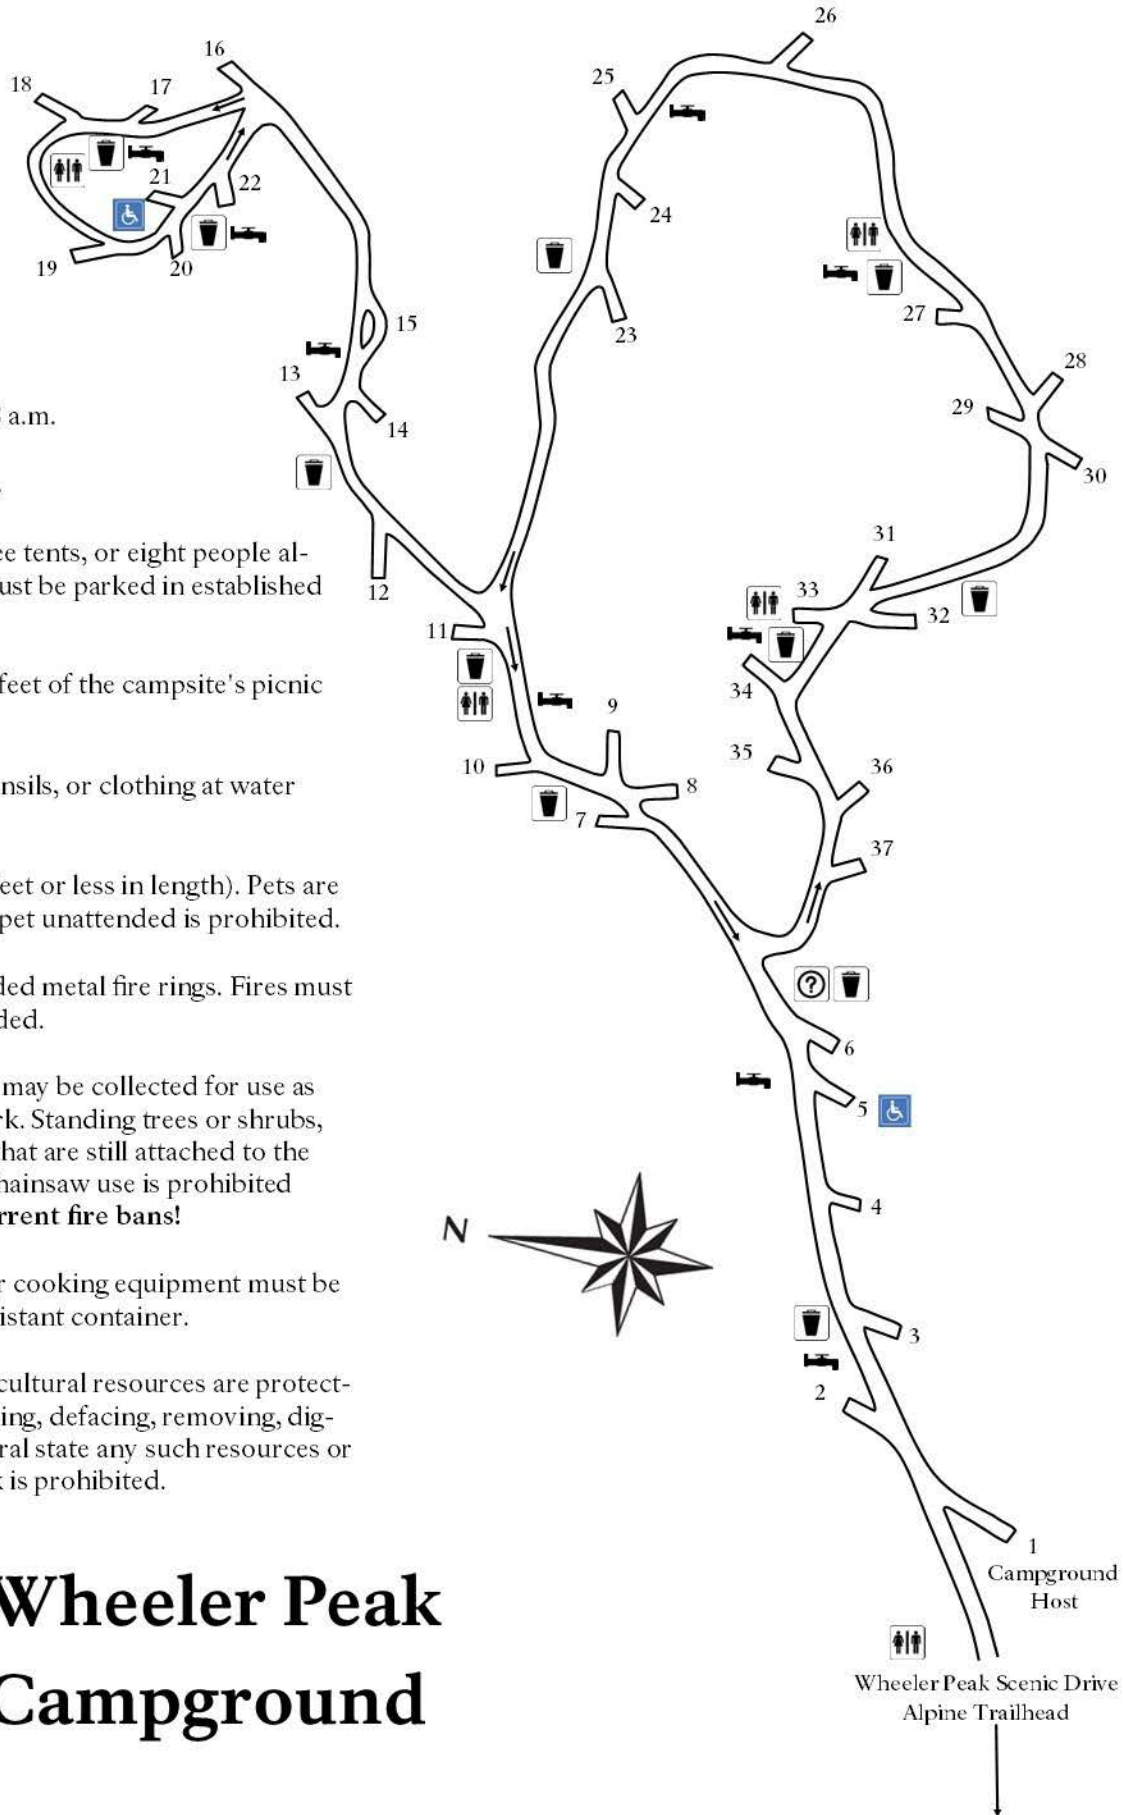 26
16
25
18
17
21
22
24
19
20
27
23
15
13
28
29
14
30
a.m.
31
ee tents, or eight people al-
ust be parked in established
12
33
32
11
feet of the campsite's picnic
34
9
35
10
36
nsils, or clothing at water
8
7
37
eet or less in length). Pets are
pet unattended is prohibited.
ded metal fire rings. Fires must
ded.
?
6
may be collected for use as
rk. Standing trees or shrubs,
5
hat are still attached to the
hainsaw use is prohibited
rrent fire bans!
4
N
r cooking equipment must be
istant container.
3
cultural resources are protect-
2
ing, defacing, removing, dig-
ral state any such resources or
k is prohibited.
1
Campground
Host
Wheeler Peak
Campground
Wheeler Peak Scenic Drive
Alpine Trailhead